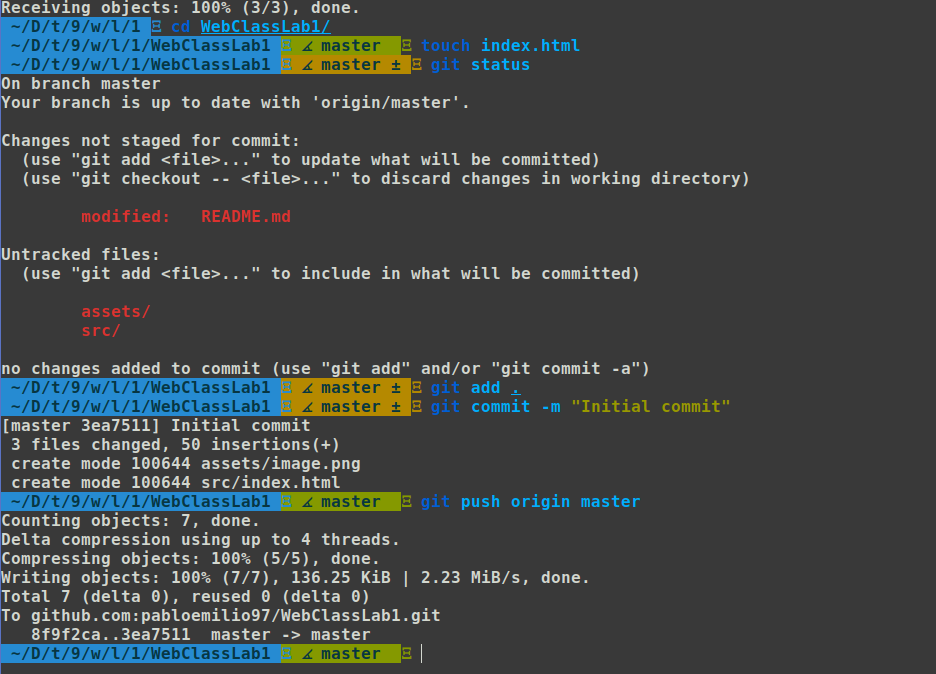 Receiving objects: 100% (3/3), done.
~/D/t/9/w/l/1 cd WebClassLab1/
~/D/t/9/w/l/1/WebClassLab1 master touch index.html
~/D/t/9/w/l/1/WebClassLab1 master ± git status
On branch master
Your branch is up to date with 'origin/master'.
Changes not staged for commit:
(use "git add <file>..." to update what will be committed)
(use "git checkout -- <file>..." to discard changes in working directory)
modified: README.md
Untracked files:
(use "git add <file>..." to include in what will be committed)
assets/
src/
no changes added to commit (use "git add" and/or "git commit -a")
~/D/t/9/w/l/1/WebClassLab1 master ± git add .
~/D/t/9/w/l/1/WebClassLab1 master ± git commit -m "Initial commit"
[master 3ea7511] Initial commit
3 files changed, 50 insertions(+)
create mode 100644 assets/image.png
create mode 100644 src/index.html
~/D/t/9/w/l/1/WebClassLab1 master git push origin master
Counting objects: 7, done.
Delta compression using up to 4 threads.
Compressing objects: 100% (5/5), done.
Writing objects: 100% (7/7), 136.25 KiB | 2.23 MiB/s, done.
Total 7 (delta 0), reused 0 (delta 0)
To github.com:pabloemilio97/WebClassLab1.git
8f9f2ca..3ea7511 master -> master
~/D/t/9/w/l/1/WebClassLab1 master